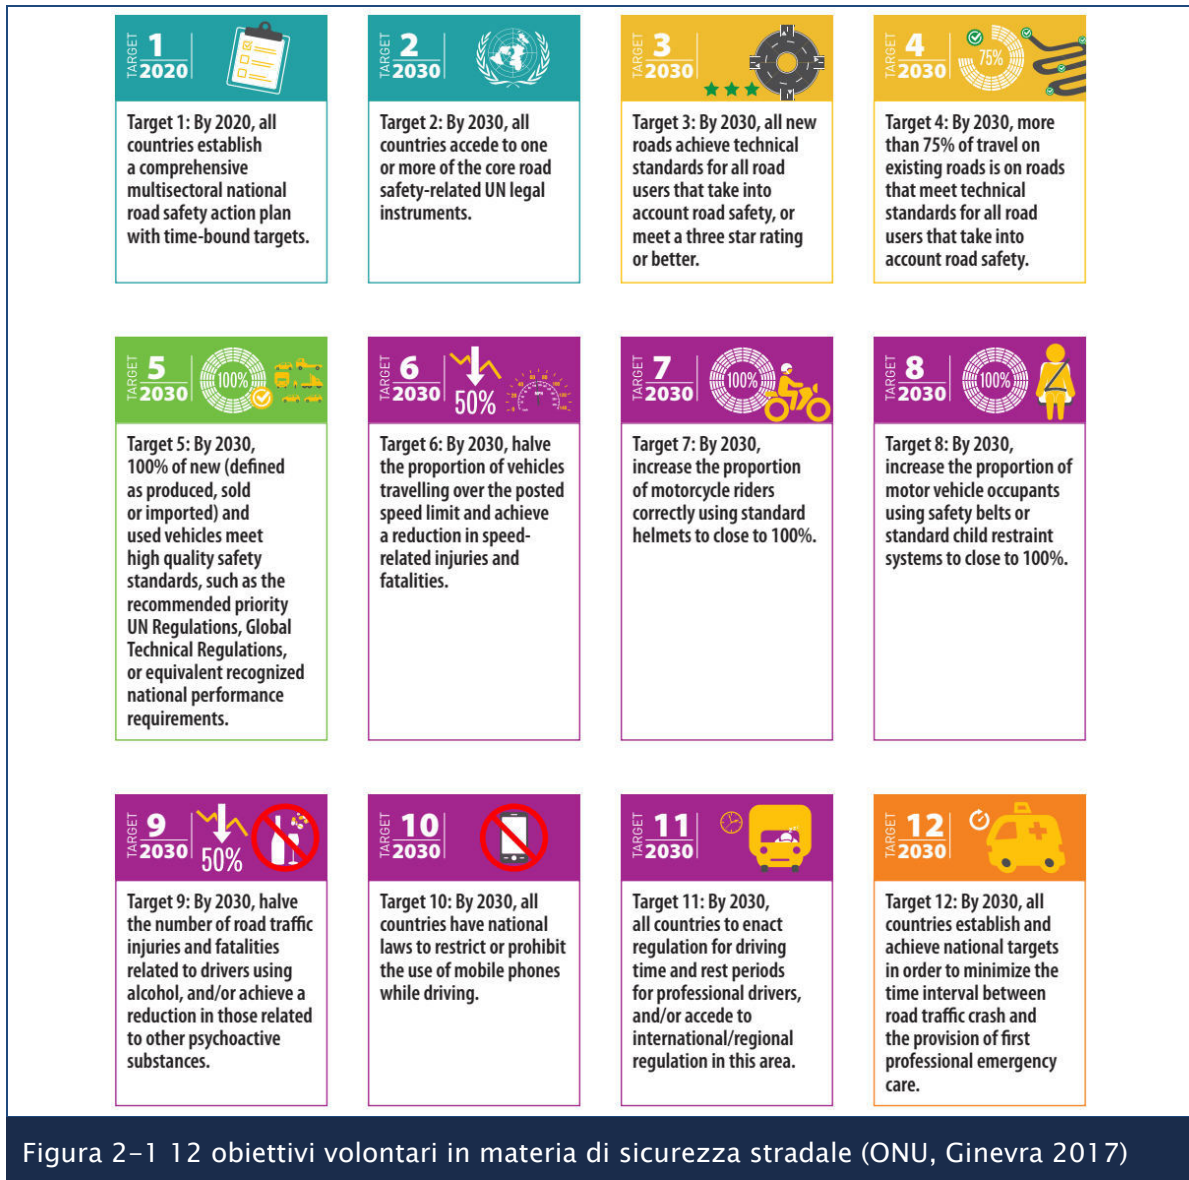 TARGET 1 2020
Target 1: By 2020, all
countries establish
a comprehensive
multisectoral national
road safety action plan
with time-bound targets.
TARGET 2 2030
Target 2: By 2030, all
countries accede to one
or more of the core road
safety-related UN legal
instruments.
TARGET 3 2030
Target 3: By 2030, all new
roads achieve technical
standards for all road
users that take into
account road safety, or
meet a three star rating
or better.
TARGET 4 2030
75%
Target 4: By 2030, more
than 75% of travel on
existing roads is on roads
that meet technical
standards for all road
users that take into
account road safety.
TARGET 5 2030
100%
Target 5: By 2030,
100% of new (defined
as produced, sold
or imported) and
used vehicles meet
high quality safety
standards, such as the
recommended priority
UN Regulations, Global
Technical Regulations,
or equivalent recognized
national performance
requirements.
TARGET 6 2030
50%
Target 6: By 2030, halve
the proportion of vehicles
travelling over the posted
speed limit and achieve
a reduction in speed-
related injuries and
fatalities.
TARGET 7 2030
100%
Target 7: By 2030,
increase the proportion
of motorcycle riders
correctly using standard
helmets to close to 100%.
TARGET 8 2030
100%
Target 8: By 2030,
increase the proportion of
motor vehicle occupants
using safety belts or
standard child restraint
systems to close to 100%.
TARGET 9 2030
50%
Target 9: By 2030, halve
the number of road traffic
injuries and fatalities
related to drivers using
alcohol, and/or achieve a
reduction in those related
to other psychoactive
substances.
TARGET 10 2030
Target 10: By 2030, all
countries have national
laws to restrict or prohibit
the use of mobile phones
while driving.
TARGET 11 2030
Target 11: By 2030,
all countries to enact
regulation for driving
time and rest periods
for professional drivers,
and/or accede to
international/regional
regulation in this area.
TARGET 12 2030
Target 12: By 2030, all
countries establish and
achieve national targets
in order to minimize the
time interval between
road traffic crash and
the provision of first
professional emergency
care.
Figura 2-1 12 obiettivi volontari in materia di sicurezza stradale (ONU, Ginevra 2017)